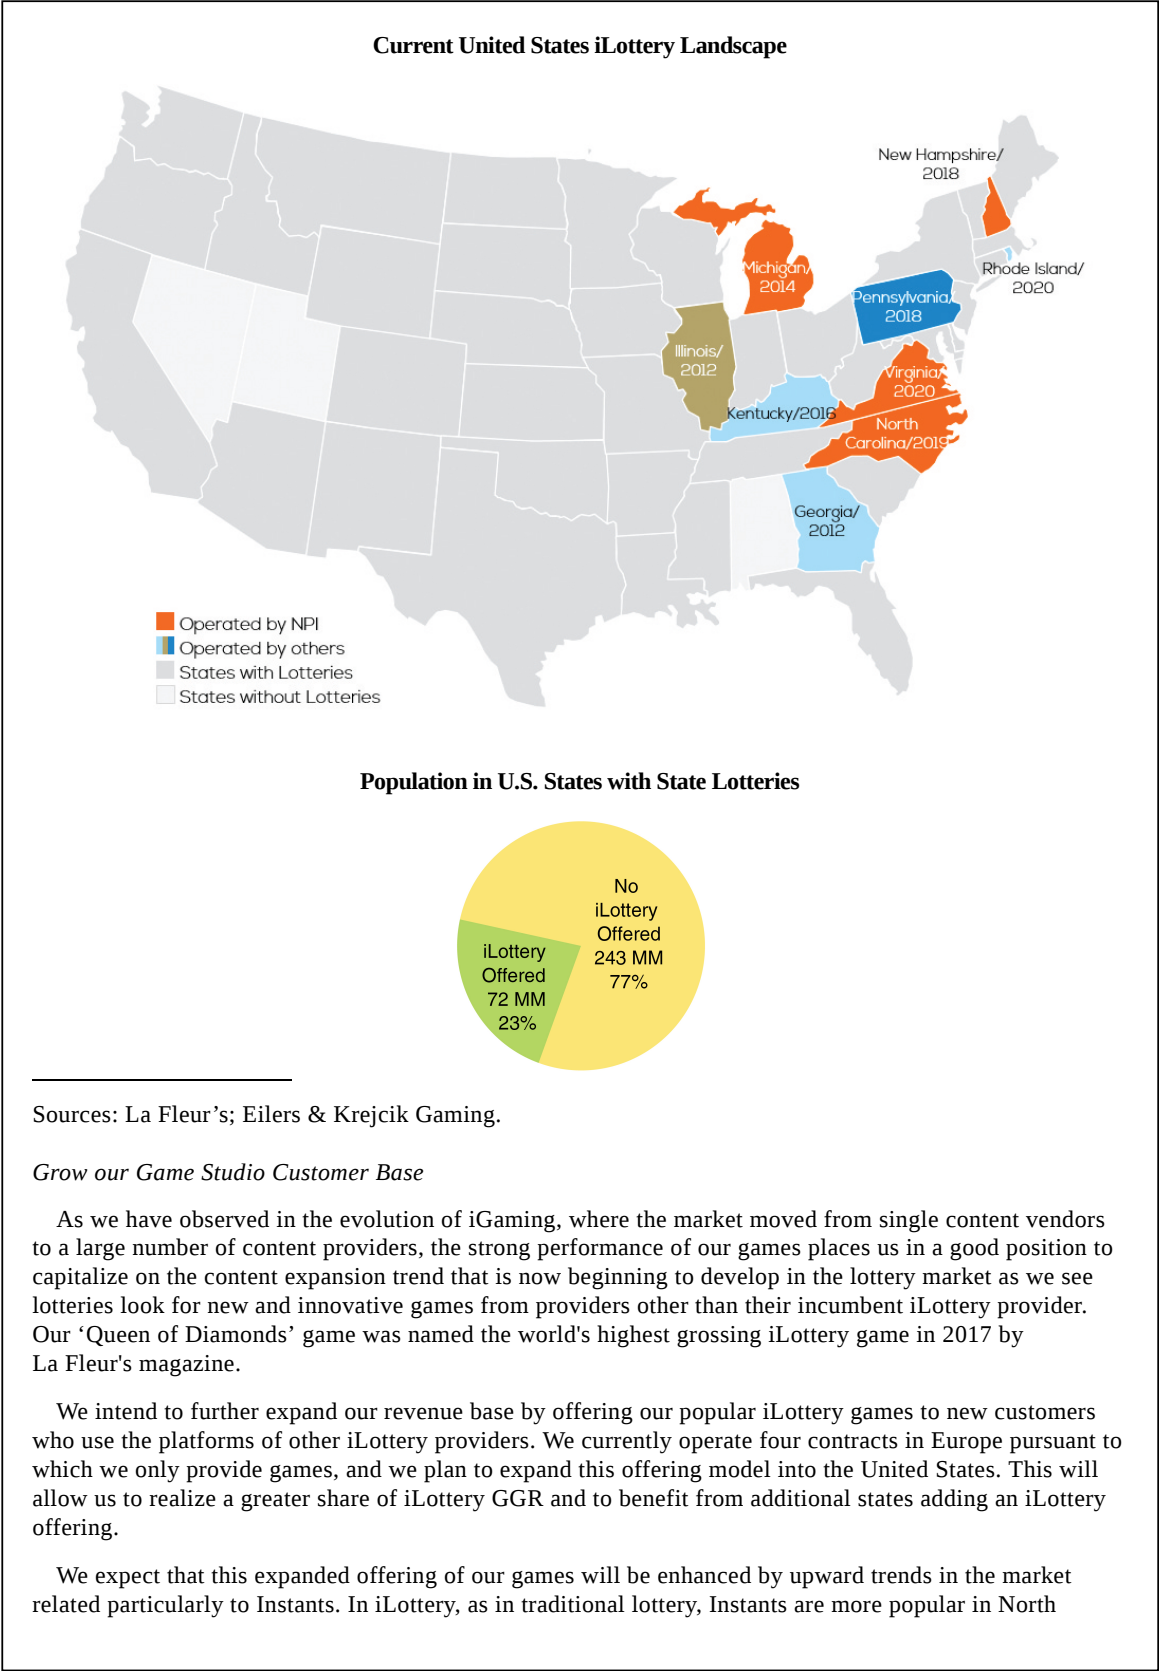 Current United States iLottery Landscape
New Hampshire/
2018
Rhode Island/
2020
Michigan/
2014
Pennsylvania/
2018
Illinois/
2012
Virginia/
2020
Kentucky/2016
North
Carolina/2019
Georgia/
2012
Operated by NPI
Operated by others
States with Lotteries
States without Lotteries
Population in U.S. States with State Lotteries
No
iLottery
Offered
243 MM
77%
iLottery
Offered
72 MM
23%
Sources: La Fleur’s; Eilers & Krejcik Gaming.
Grow our Game Studio Customer Base
As we have observed in the evolution of iGaming, where the market moved from single content vendors
to a large number of content providers, the strong performance of our games places us in a good position to
capitalize on the content expansion trend that is now beginning to develop in the lottery market as we see
lotteries look for new and innovative games from providers other than their incumbent iLottery provider.
Our ‘Queen of Diamonds’ game was named the world's highest grossing iLottery game in 2017 by
La Fleur's magazine.
We intend to further expand our revenue base by offering our popular iLottery games to new customers
who use the platforms of other iLottery providers. We currently operate four contracts in Europe pursuant to
which we only provide games, and we plan to expand this offering model into the United States. This will
allow us to realize a greater share of iLottery GGR and to benefit from additional states adding an iLottery
offering.
We expect that this expanded offering of our games will be enhanced by upward trends in the market
related particularly to Instants. In iLottery, as in traditional lottery, Instants are more popular in North